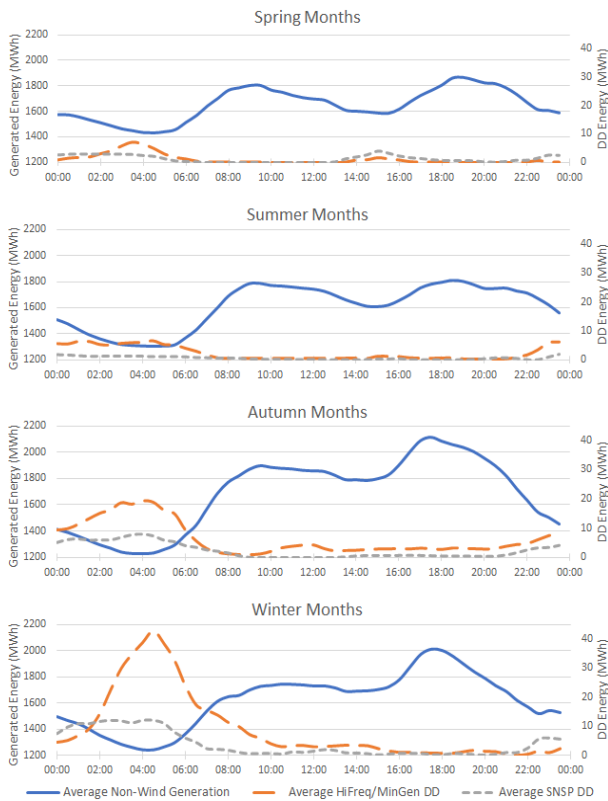 Spring Months
Generated Energy (MWh)
2200
2000
1800
1600
1400
1200
40
30
20
10
0
DD Energy (MWh)
00:00 02:00 04:00 06:00 08:00 10:00 12:00 14:00 16:00 18:00 20:00 22:00 00:00
Summer Months
Generated Energy (MWh)
2200
2000
1800
1600
1400
1200
40
30
20
10
0
DD Energy (MWh)
00:00 02:00 04:00 06:00 08:00 10:00 12:00 14:00 16:00 18:00 20:00 22:00 00:00
Autumn Months
Generated Energy (MWh)
2200
2000
1800
1600
1400
1200
40
30
20
10
0
DD Energy (MWh)
00:00 02:00 04:00 06:00 08:00 10:00 12:00 14:00 16:00 18:00 20:00 22:00 00:00
Winter Months
Generated Energy (MWh)
2200
2000
1800
1600
1400
1200
40
30
20
10
0
DD Energy (MWh)
00:00 02:00 04:00 06:00 08:00 10:00 12:00 14:00 16:00 18:00 20:00 22:00 00:00
Average Non-Wind Generation Average HiFreq/MinGen DD Average SNSP DD